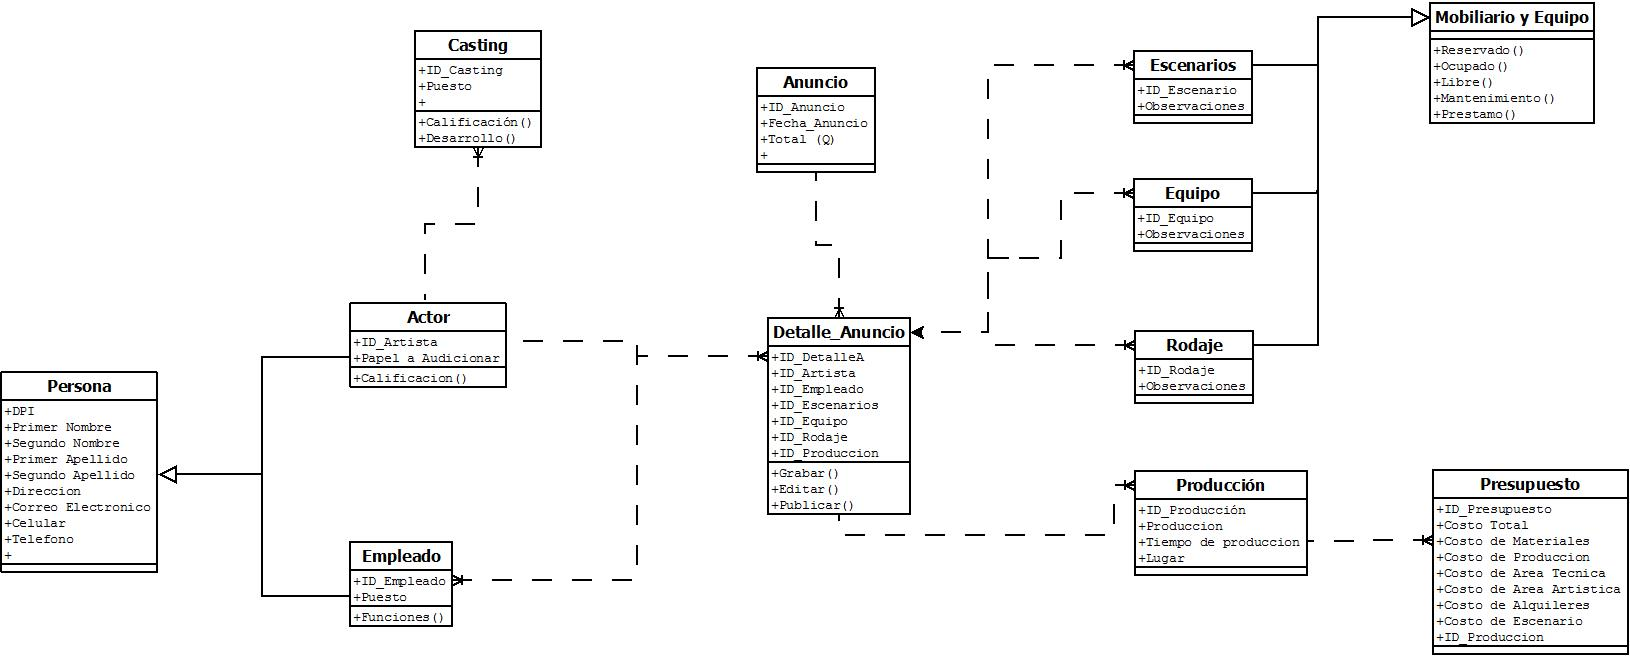 Casting
+ID_Casting
+Puesto
+
+Calificación()
+Desarrollo()
Anuncio
+ID_Anuncio
+Fecha_Anuncio
+Total (Q)
+
Escenarios
+ID_Escenario
+Observaciones
Mobiliario y Equipo
+Reservado()
+Ocupado()
+Libre()
+Mantenimiento()
+Prestamo()
Equipo
+ID_Equipo
+Observaciones
Rodaje
+ID_Rodaje
+Observaciones
Actor
+ID_Artista
+Papel a Audicionar
+Calificacion()
Detalle_Anuncio
+ID_DetalleA
+ID_Artista
+ID_Empleado
+ID_Escenarios
+ID_Equipo
+ID_Rodaje
+ID_Produccion
+Grabar()
+Editar()
+Publicar()
Persona
+DPI
+Primer Nombre
+Segundo Nombre
+Primer Apellido
+Segundo Apellido
+Direccion
+Correo Electronico
+Celular
+Telefono
+
Empleado
+ID_Empleado
+Puesto
+Funciones()
Producción
+ID_Producción
+Produccion
+Tiempo de produccion
+Lugar
Presupuesto
+ID_Presupuesto
+Costo Total
+Costo de Materiales
+Costo de Produccion
+Costo de Area Tecnica
+Costo de Area Artistica
+Costo de Alquileres
+Costo de Escenario
+ID_Produccion